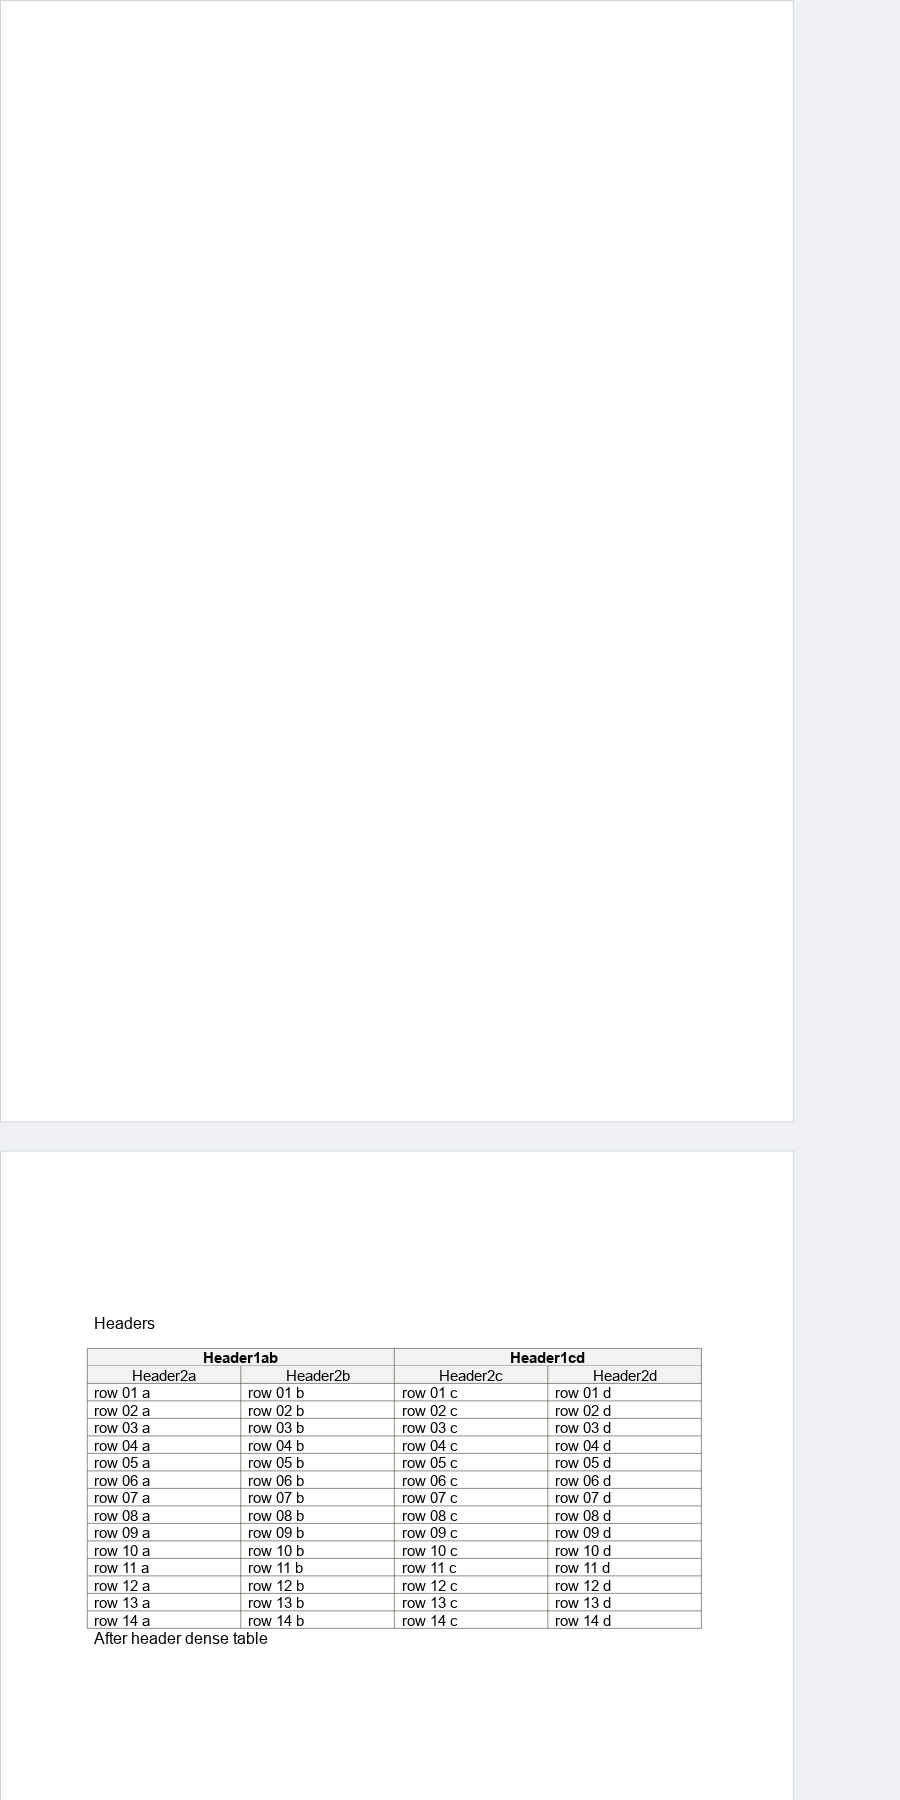 Headers
Header1ab Header1cd
Header2a Header2b Header2c Header2d
row 01 a row 01 b row 01 c row 01 d
row 02 a row 02 b row 02 c row 02 d
row 03 a row 03 b row 03 c row 03 d
row 04 a row 04 b row 04 c row 04 d
row 05 a row 05 b row 05 c row 05 d
row 06 a row 06 b row 06 c row 06 d
row 07 a row 07 b row 07 c row 07 d
row 08 a row 08 b row 08 c row 08 d
row 09 a row 09 b row 09 c row 09 d
row 10 a row 10 b row 10 c row 10 d
row 11 a row 11 b row 11 c row 11 d
row 12 a row 12 b row 12 c row 12 d
row 13 a row 13 b row 13 c row 13 d
row 14 a row 14 b row 14 c row 14 d
After header dense table